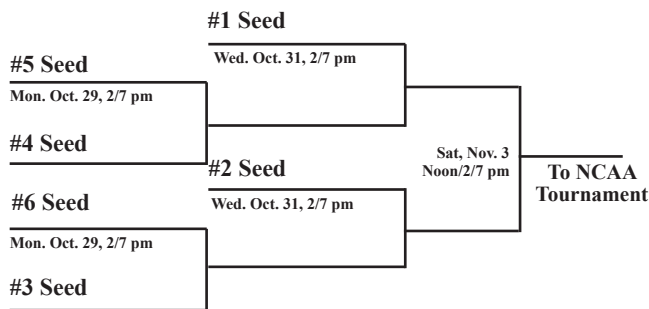 #1 Seed
Wed. Oct. 31, 2/7 pm
#5 Seed
Mon. Oct. 29, 2/7 pm
#4 Seed
#2 Seed
Wed. Oct. 31, 2/7 pm
#6 Seed
Mon. Oct. 29, 2/7 pm
#3 Seed
Sat, Nov. 3
Noon/2/7 pm
To NCAA
Tournament